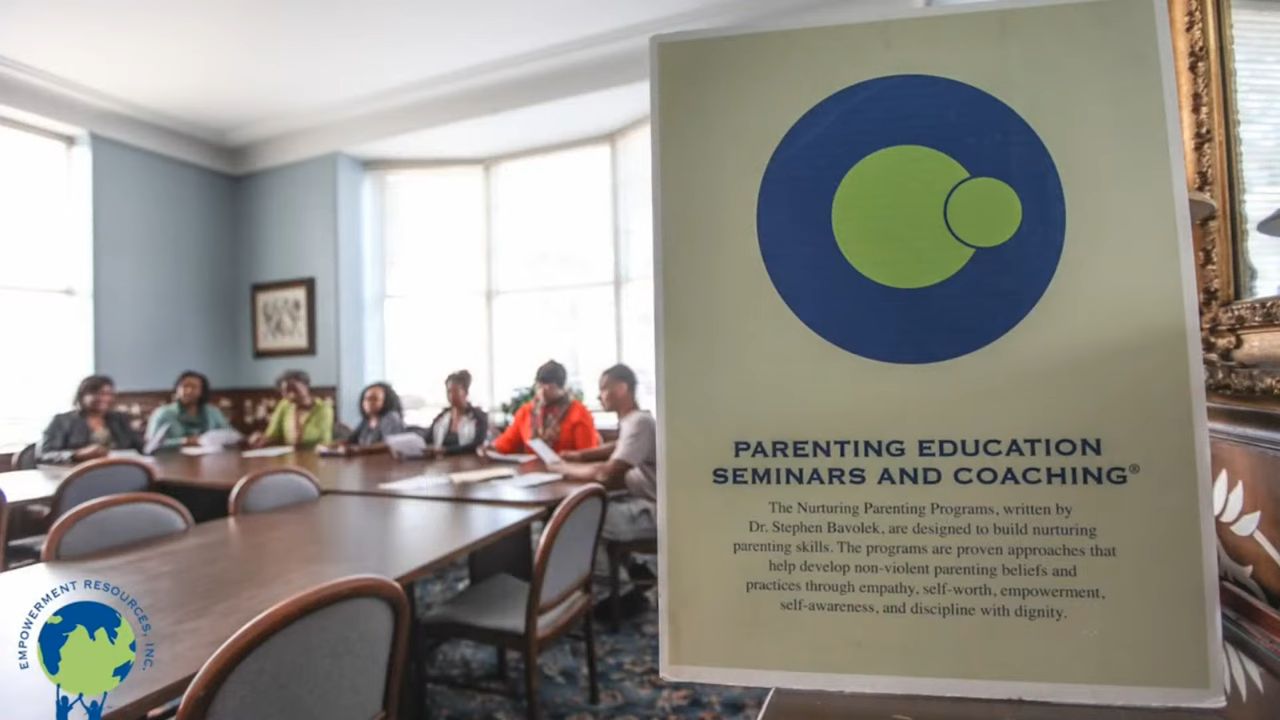 PARENTING EDUCATION
SEMINARS AND COACHING®
The Nurturing Parenting Programs, written by
Dr. Stephen Bavolek, are designed to build nurturing
parenting skills. The programs are proven approaches that
help develop non-violent parenting beliefs and
practices through empathy, self-worth, empowerment,
self-awareness, and discipline with dignity.
EMPOWERMENT RESOURCES, INC.